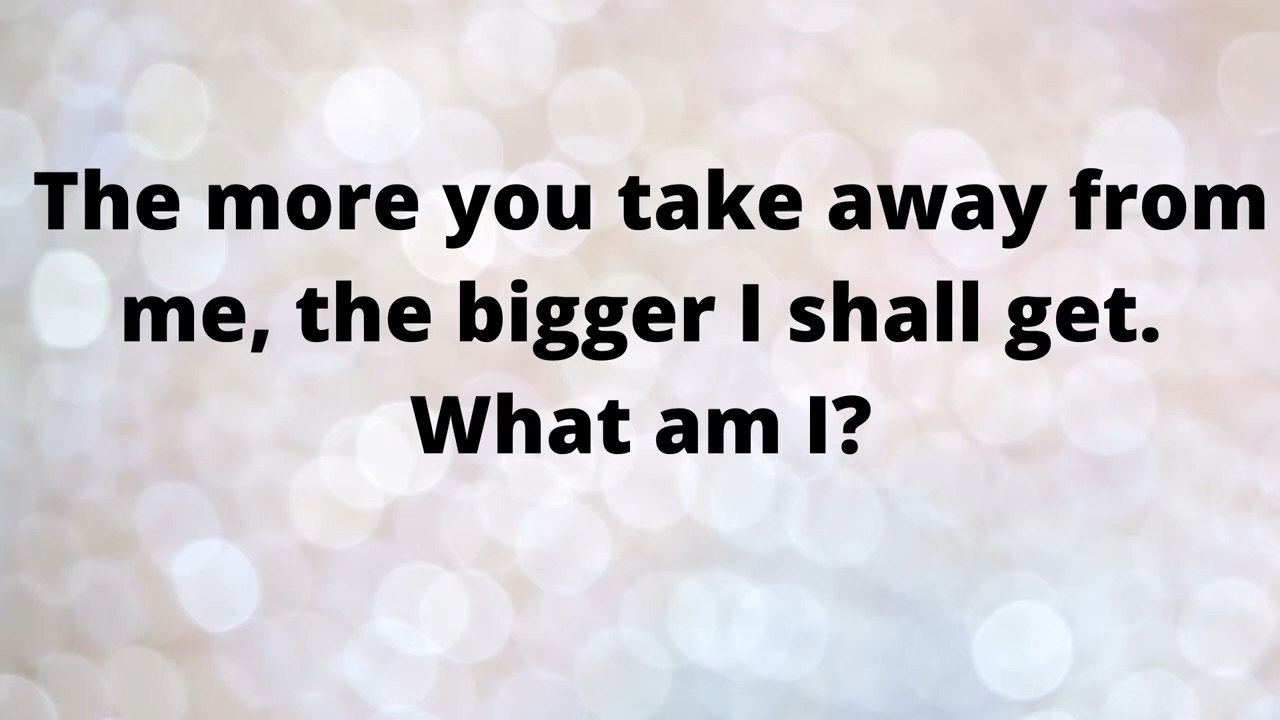 The more you take away from
me, the bigger I shall get.
What am I?